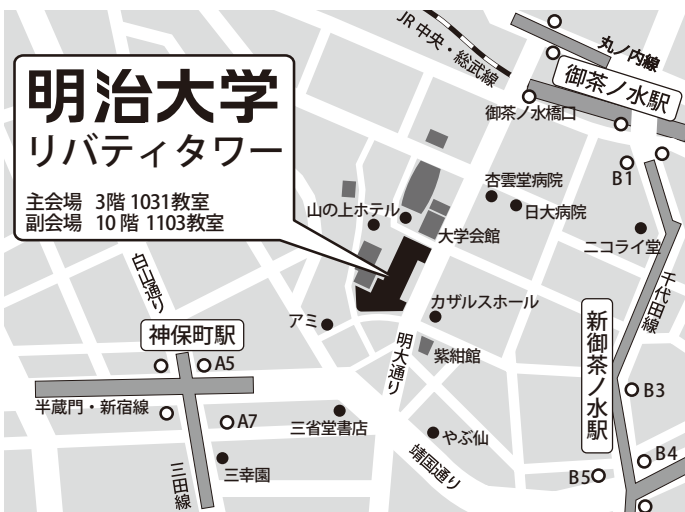 JR 中央・総武線
丸ノ内線
御茶ノ水駅
御茶ノ水橋口
明治大学
リバティタワー
主会場 3階 1031教室
副会場 10 階 1103教室
B1
杏雲堂病院
日大病院
山の上ホテル
大学会館
ニコライ堂
白山通り
千代田線
カザルスホール
アミ
神保町駅
明大通り
新御茶ノ水駅
紫紺館
A5
半蔵門・新宿線
B3
A7
三省堂書店
やぶ仙
靖国通り
B4
三田線
三幸園
B5